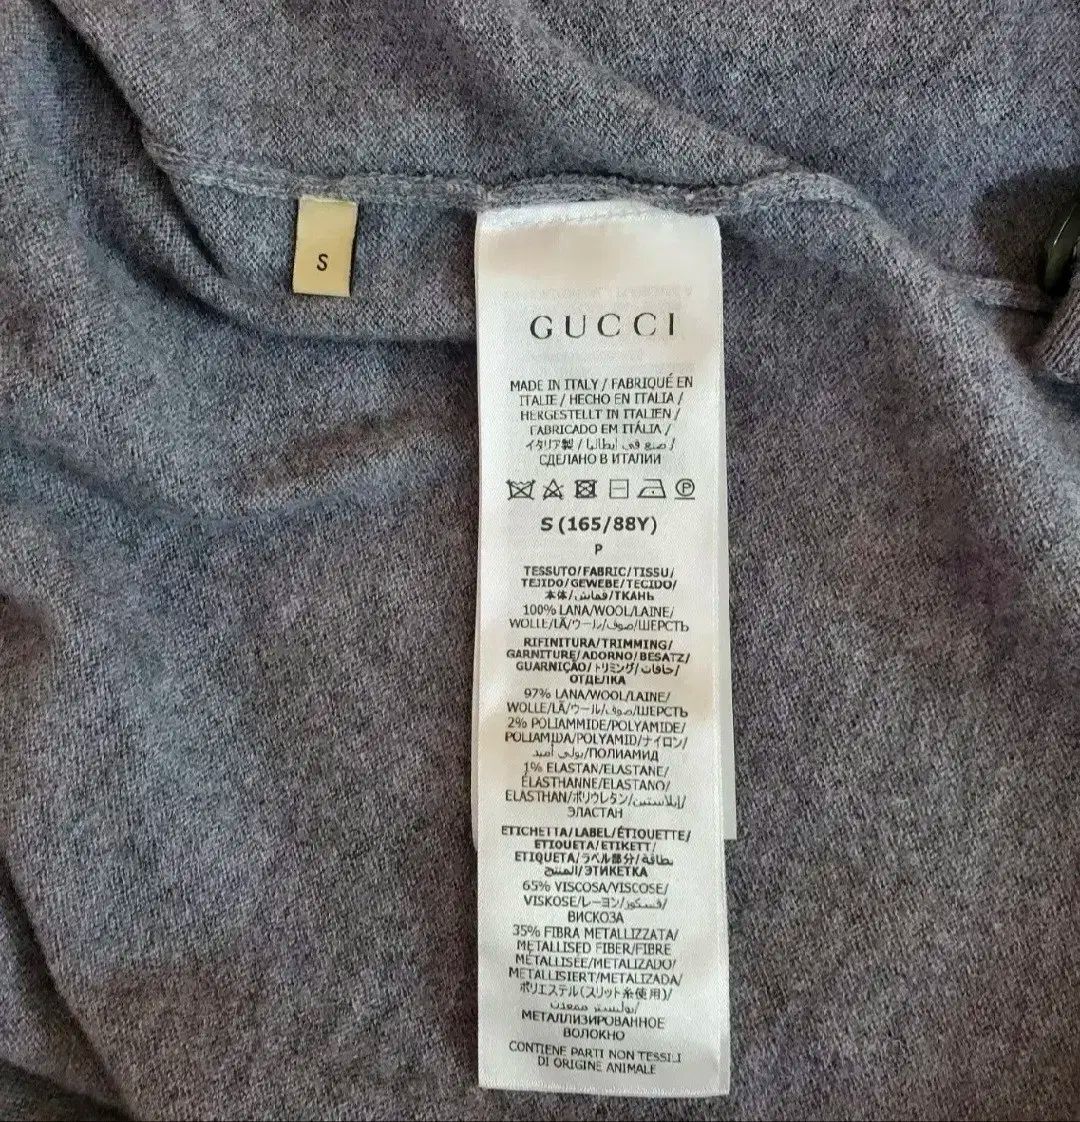 S
GUCCI
MADE IN ITALY / FABRIQUÉ EN
ITALIE / HECHO EN ITALIA /
HERGESTELLT IN ITALIEN /
FABRICADO EM ITÁLIA /
イタリア製 / صنع في ايطاليا /
СДЕЛАНО В ИТАЛИИ
P
S (165/88Y)
P
TESSUTO/FABRIC/TISSU/
TEJIDO/GEWEBE/TECIDO/
本体/قماش/ТКАНЬ
100% LANA/WOOL/LAINE/
WOLLE/LÃ/ウール/صوف/ШЕРСТЬ
RIFINITURA/TRIMMING/
GARNITURE/ADORNO/BESATZ/
GUARNIÇÃO/トリミング/حافات/
ОТДЕЛКА
97% LANA/WOOL/LAINE/
WOLLE/LÃ/ウール/صوف/ШЕРСТЬ
2% POLIAMMIDE/POLYAMIDE/
POLIAMIDA/POLYAMID/ナイロン/
بولي أميد/ПОЛИАМИД
1% ELASTAN/ELASTANE/
ÉLASTHANNE/ELASTANO/
ELASTHAN/ポリウレタン/إيلاستين/
ЭЛАСТАН
ETICHETTA/LABEL/ÉTIQUETTE/
ETIQUETA/ETIKETT/
ETIQUETA/ラベル部分/بطاقة
المنتج/ЭТИКЕТКА
65% VISCOSA/VISCOSE/
VISKOSE/レーヨン/فسكوز/
ВИСКОЗА
35% FIBRA METALLIZZATA/
METALLISED FIBER/FIBRE
MÉTALLISÉE/METALIZADO/
METALLISIERT/METALIZADA/
ポリエステル(スリット糸使用)/
بوليستر ممعدن/
МЕТАЛЛИЗИРОВАННОЕ
ВОЛОКНО
CONTIENE PARTI NON TESSILI
DI ORIGINE ANIMALE